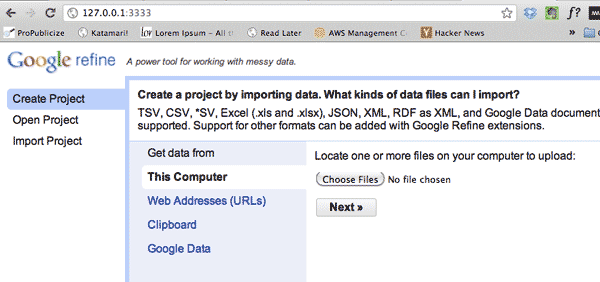 127.0.0.1:3333
ProPublicize Katamari! Lorem Ipsum - All t Read Later AWS Management C Hacker News »
Google refine A power tool for working with messy data.
Create Project
Open Project
Import Project
Create a project by importing data. What kinds of data files can I import?
TSV, CSV, *SV, Excel (.xls and .xlsx), JSON, XML, RDF as XML, and Google Data document
supported. Support for other formats can be added with Google Refine extensions.
Get data from
This Computer
Web Addresses (URLs)
Clipboard
Google Data
Locate one or more files on your computer to upload:
Choose Files No file chosen
Next »